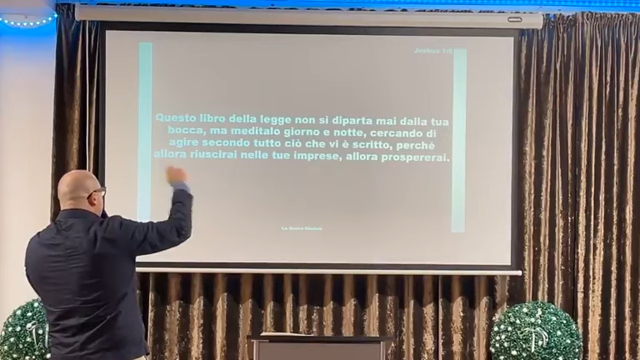 Joshua 1:8
Questo libro della legge non si diparta mai dalla tua
bocca, ma meditalo giorno e notte, cercando di
agire secondo tutto ciò che vi è scritto, perché
allora riuscirai nelle tue imprese, allora prospererai.
La Nuova Diodati